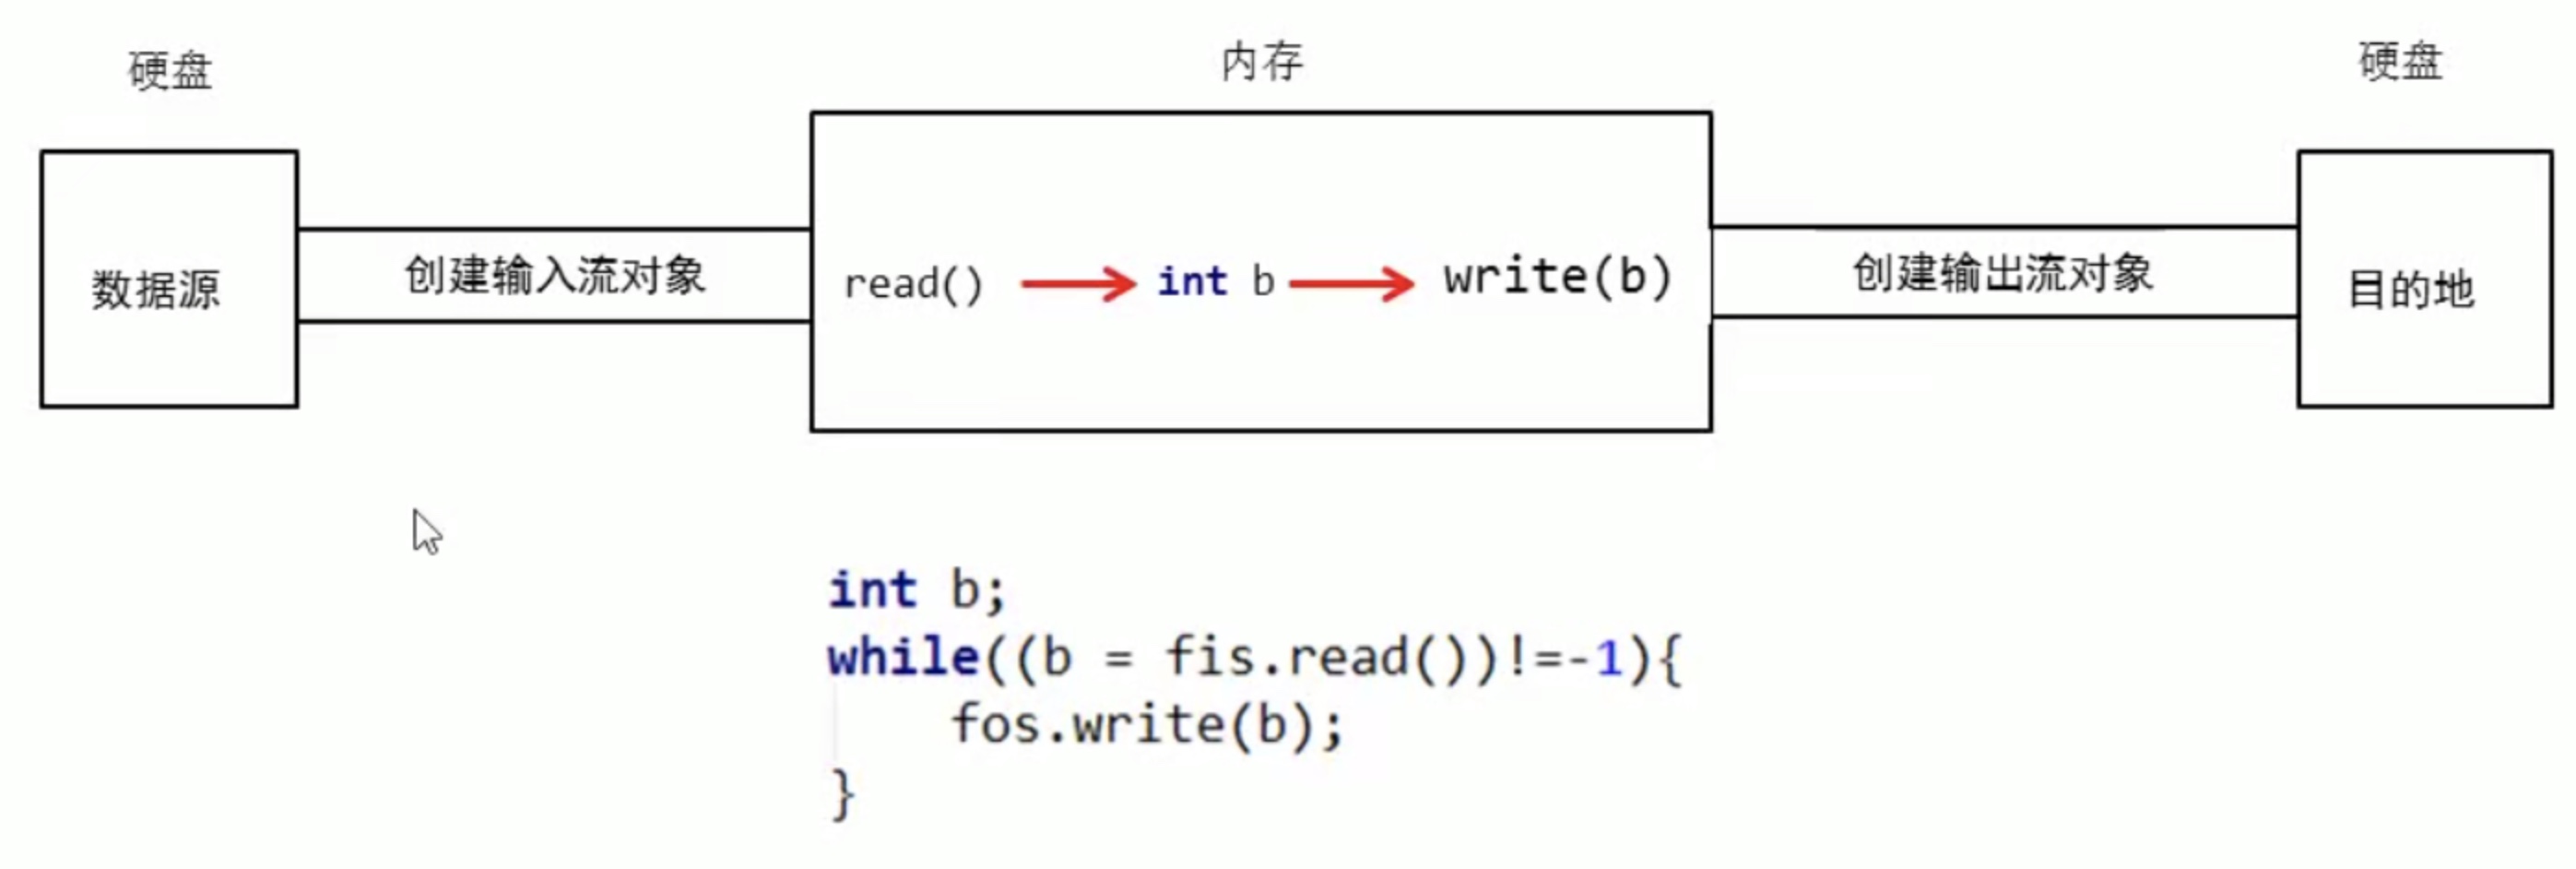 硬盘
内存
硬盘
数据源
创建输入流对象
read()
int b
write(b)
创建输出流对象
目的地
int b;
while((b = fis.read())!=-1){
    fos.write(b);
}